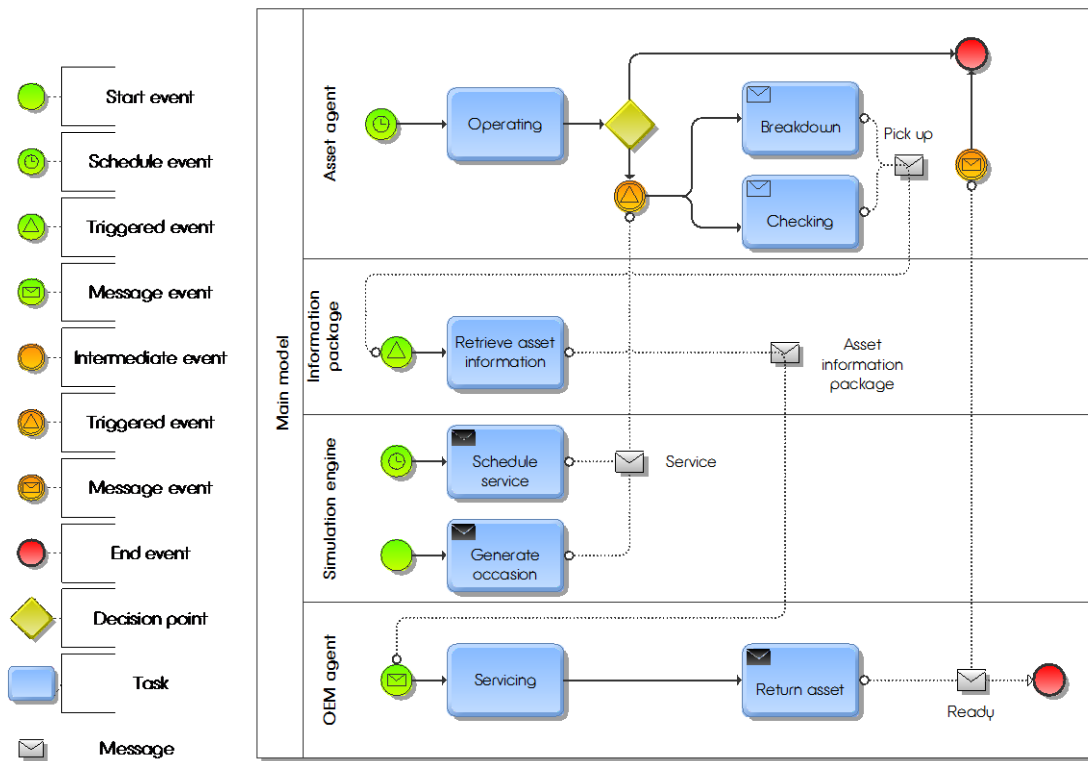 Start event
Schedule event
Triggered event
Message event
Intermediate event
Triggered event
Message event
End event
Decision point
Task
Message
Main model
Asset agent
Operating
Breakdown
Checking
Pick up
Information
package
Retrieve asset
information
Asset
information
package
Simulation engine
Schedule
service
Service
Generate
occasion
OEM agent
Servicing
Return asset
Ready